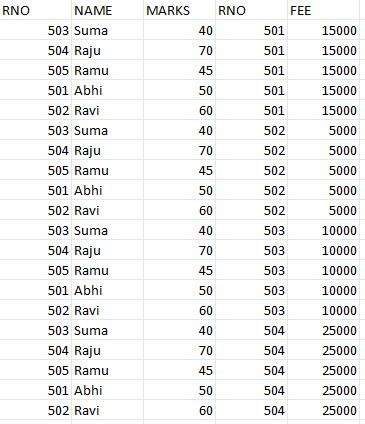 RNO NAME MARKS RNO FEE
503 Suma 40 501 15000
504 Raju 70 501 15000
505 Ramu 45 501 15000
501 Abhi 50 501 15000
502 Ravi 60 501 15000
503 Suma 40 502 5000
504 Raju 70 502 5000
505 Ramu 45 502 5000
501 Abhi 50 502 5000
502 Ravi 60 502 5000
503 Suma 40 503 10000
504 Raju 70 503 10000
505 Ramu 45 503 10000
501 Abhi 50 503 10000
502 Ravi 60 503 10000
503 Suma 40 504 25000
504 Raju 70 504 25000
505 Ramu 45 504 25000
501 Abhi 50 504 25000
502 Ravi 60 504 25000